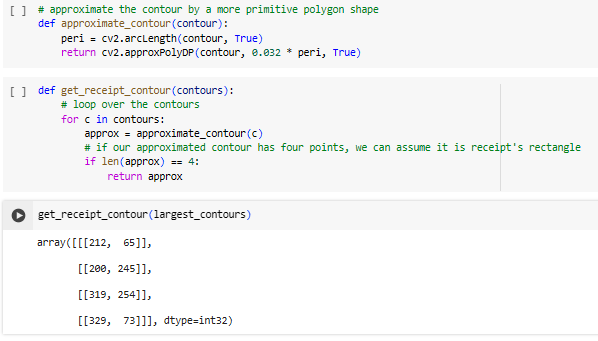 [ ] # approximate the contour by a more primitive polygon shape
def approximate_contour(contour):
    peri = cv2.arcLength(contour, True)
    return cv2.approxPolyDP(contour, 0.032 * peri, True)
[ ] def get_receipt_contour(contours):
    # loop over the contours
    for c in contours:
        approx = approximate_contour(c)
        # if our approximated contour has four points, we can assume it is receipt's rectangle
        if len(approx) == 4:
            return approx
get_receipt_contour(largest_contours)
array([[[212,  65]],
       [[200, 245]],
       [[319, 254]],
       [[329,  73]]], dtype=int32)